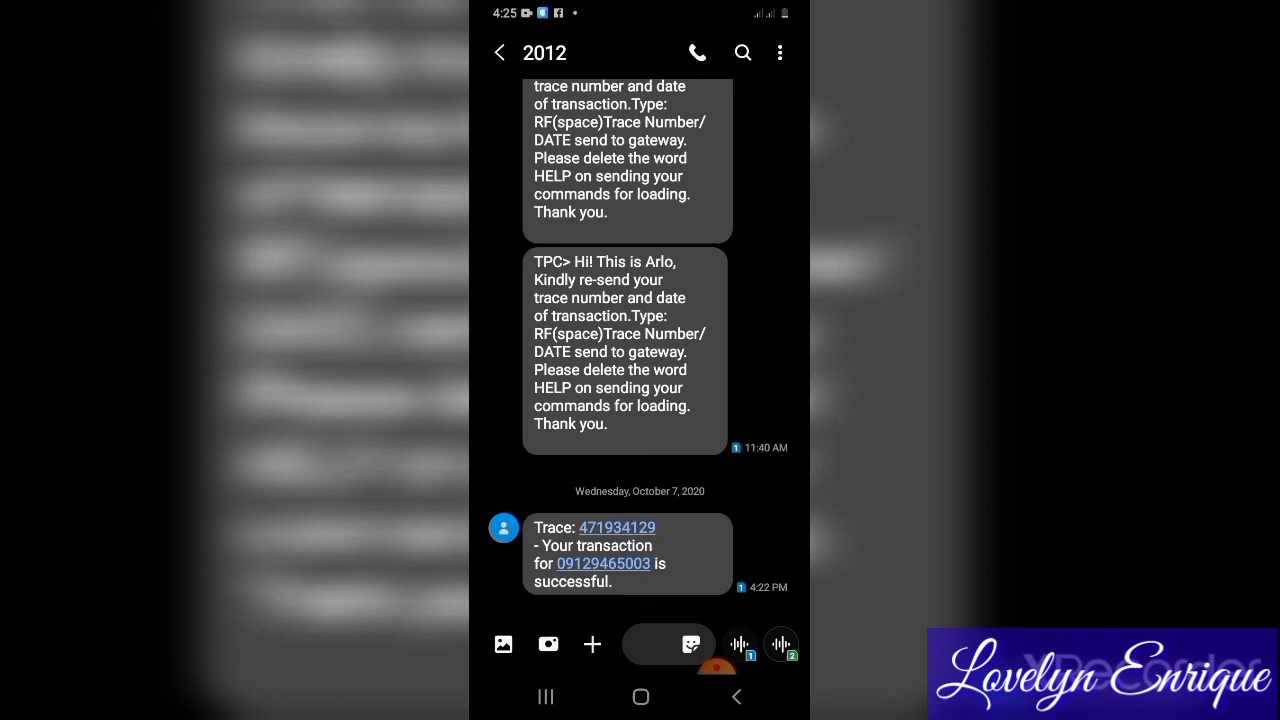 4:25
2012
trace number and date
of transaction.Type:
RF(space)Trace Number/
DATE send to gateway.
Please delete the word
HELP on sending your
commands for loading.
Thank you.
TPC> Hi! This is Arlo,
Kindly re-send your
trace number and date
of transaction.Type:
RF(space)Trace Number/
DATE send to gateway.
Please delete the word
HELP on sending your
commands for loading.
Thank you.
1 11:40 AM
Wednesday, October 7, 2020
Trace: 471934129
- Your transaction
for 09129465003 is
successful.
1 4:22 PM
1
2
Lovelyn Enrique